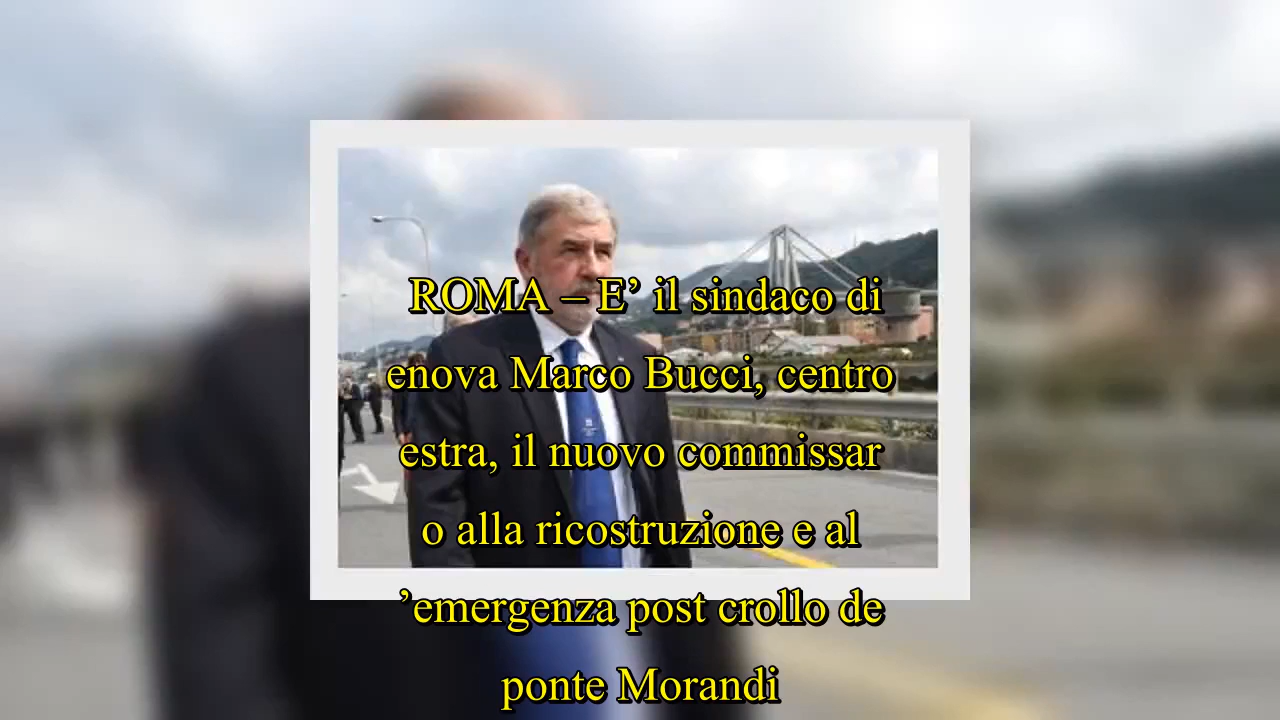 ROMA – E’ il sindaco di
enova Marco Bucci, centro
estra, il nuovo commissar
o alla ricostruzione e al
’emergenza post crollo de
ponte Morandi